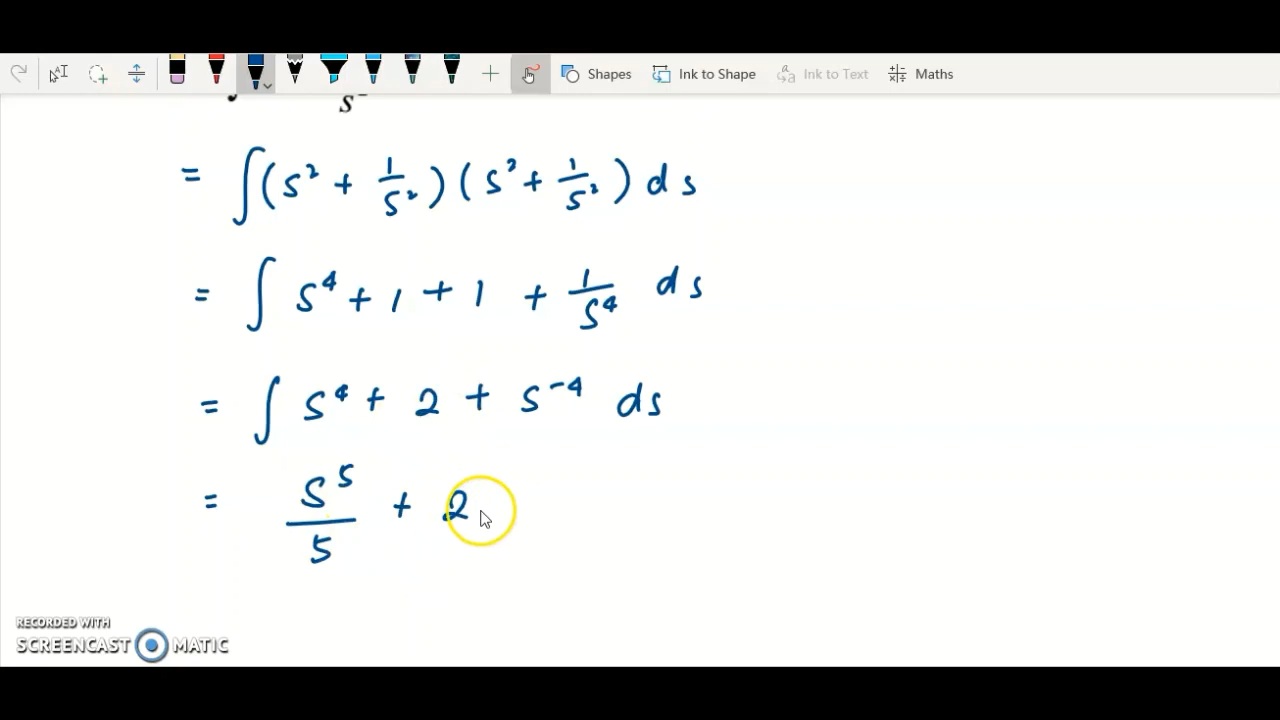 Shapes Ink to Shape Ink to Text Maths
s
= ∫(s² + 1/s²)(s² + 1/s²) ds
= ∫ s⁴ + 1 + 1 + 1/s⁴ ds
= ∫ s⁴ + 2 + s⁻⁴ ds
= s⁵/5 + 2
RECORDED WITH
SCREENCAST MATIC